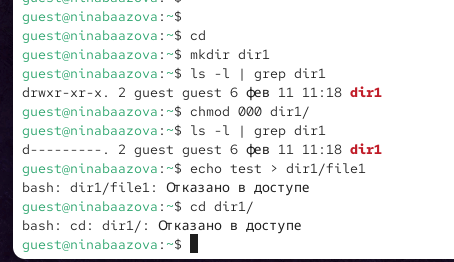 guest@ninabaazova:~$
guest@ninabaazova:~$
guest@ninabaazova:~$ cd
guest@ninabaazova:~$ mkdir dir1
guest@ninabaazova:~$ ls -l | grep dir1
drwxr-xr-x. 2 guest guest 6 фев 11 11:18 dir1
guest@ninabaazova:~$ chmod 000 dir1/
guest@ninabaazova:~$ ls -l | grep dir1
d---------. 2 guest guest 6 фев 11 11:18 dir1
guest@ninabaazova:~$ echo test > dir1/file1
bash: dir1/file1: Отказано в доступе
guest@ninabaazova:~$ cd dir1/
bash: cd: dir1/: Отказано в доступе
guest@ninabaazova:~$